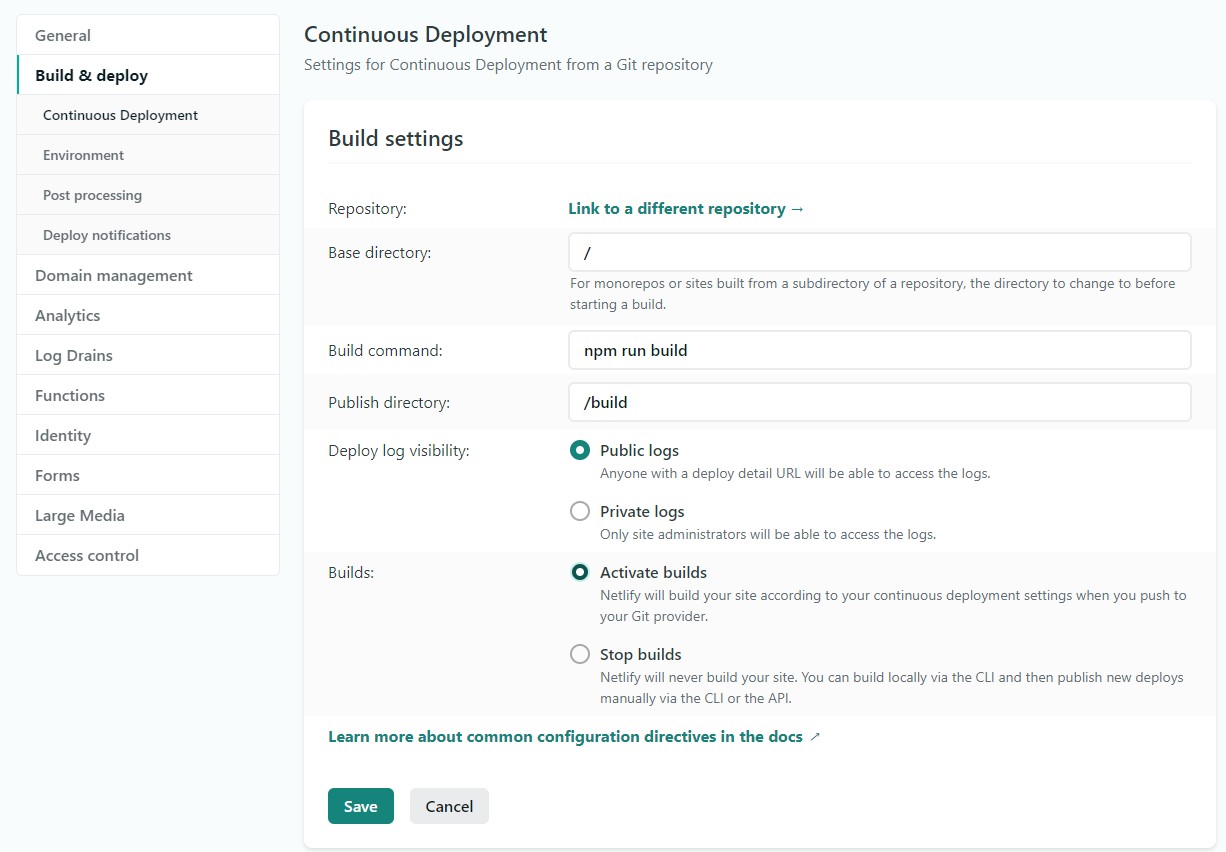 General
Build & deploy
Continuous Deployment
Environment
Post processing
Deploy notifications
Domain management
Analytics
Log Drains
Functions
Identity
Forms
Large Media
Access control
Continuous Deployment
Settings for Continuous Deployment from a Git repository
Build settings
Repository: Link to a different repository →
Base directory: /
For monorepos or sites built from a subdirectory of a repository, the directory to change to before
starting a build.
Build command: npm run build
Publish directory: /build
Deploy log visibility: Public logs
Anyone with a deploy detail URL will be able to access the logs.
Private logs
Only site administrators will be able to access the logs.
Builds: Activate builds
Netlify will build your site according to your continuous deployment settings when you push to
your Git provider.
Stop builds
Netlify will never build your site. You can build locally via the CLI and then publish new deploys
manually via the CLI or the API.
Learn more about common configuration directives in the docs ↗
Save Cancel